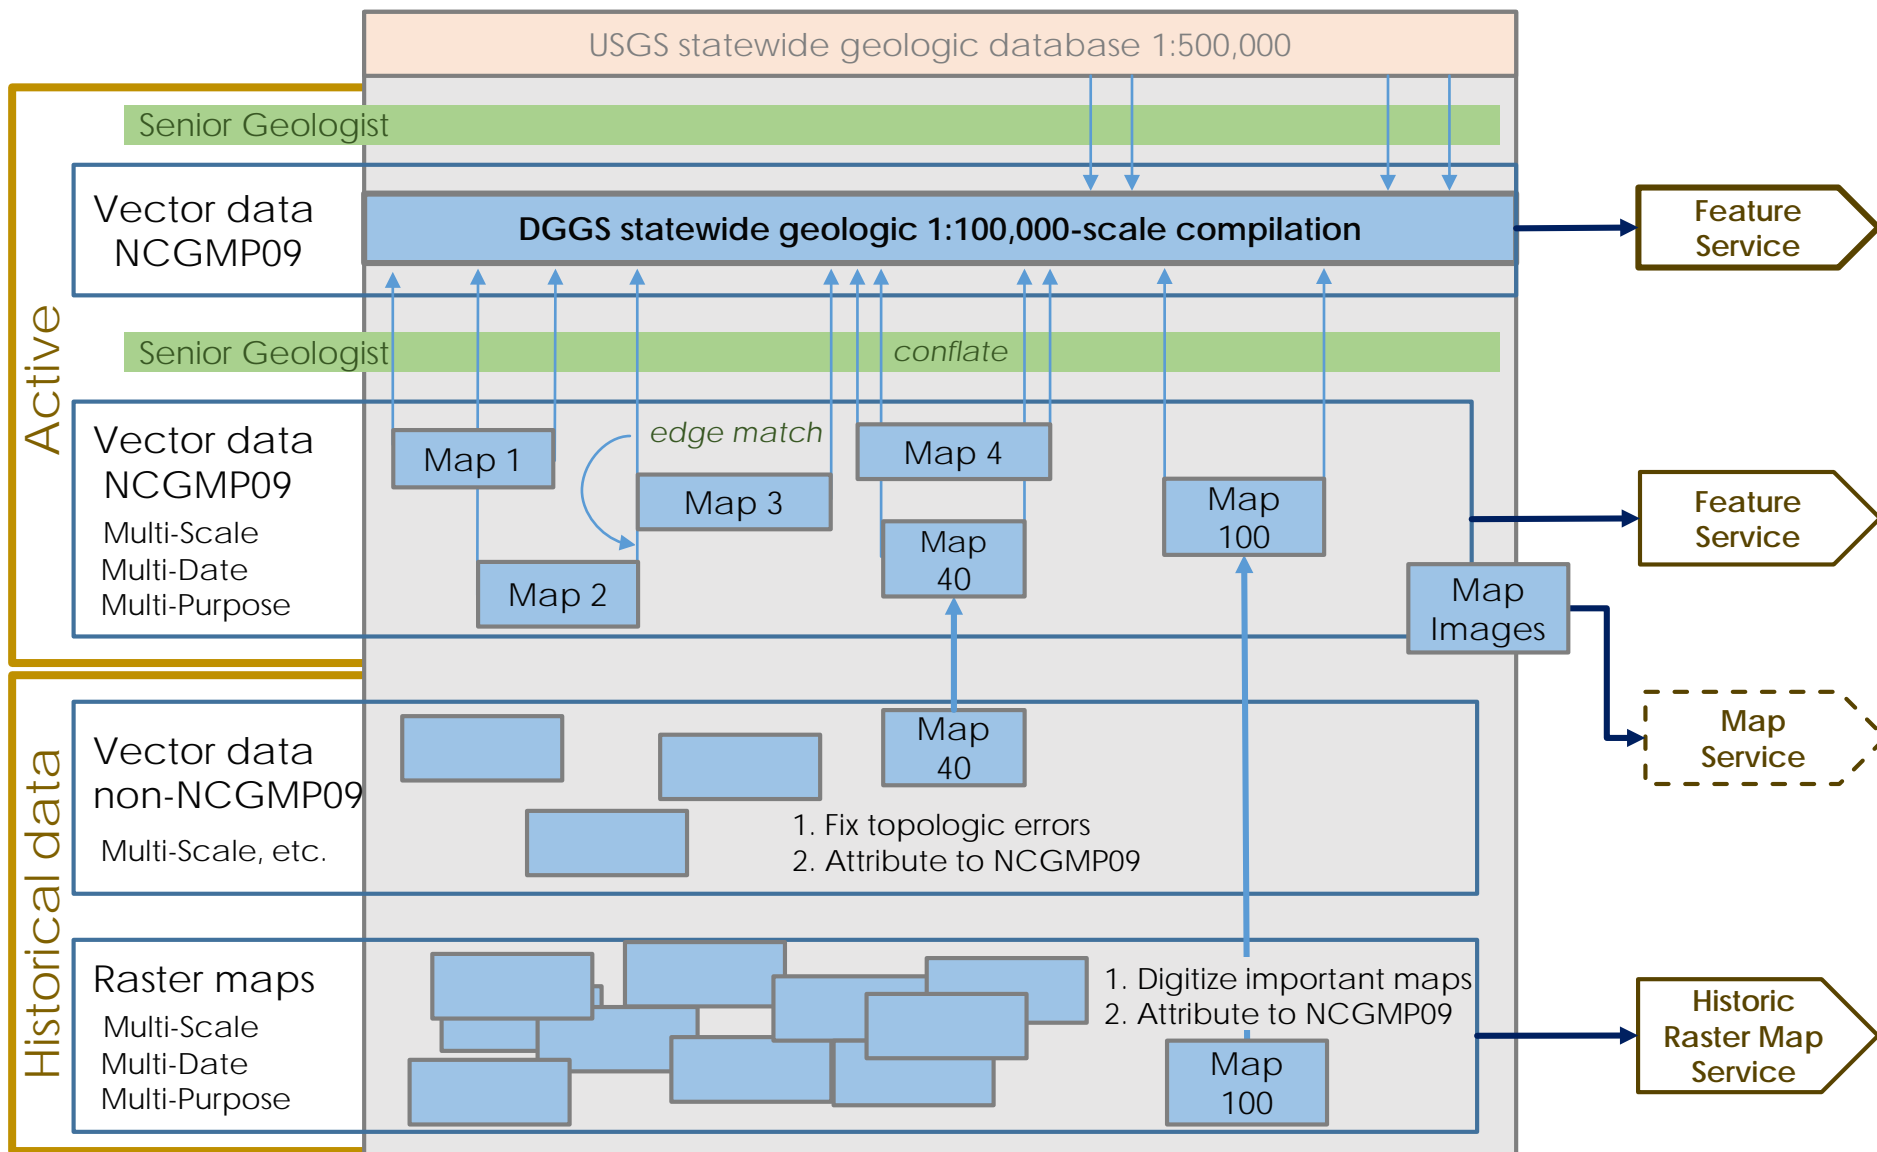 USGS statewide geologic database 1:500,000
Active
Senior Geologist
Vector data
NCGMP09
DGGS statewide geologic 1:100,000-scale compilation
Feature
Service
Senior Geologist
conflate
Vector data
NCGMP09
Multi-Scale
Multi-Date
Multi-Purpose
Map 1
edge match
Map 3
Map 2
Map 4
Map
40
Map
100
Feature
Service
Map
Images
Map
Service
Historical data
Vector data
non-NCGMP09
Multi-Scale, etc.
Map
40
1. Fix topologic errors
2. Attribute to NCGMP09
Raster maps
Multi-Scale
Multi-Date
Multi-Purpose
1. Digitize important maps
2. Attribute to NCGMP09
Map
100
Historic
Raster Map
Service